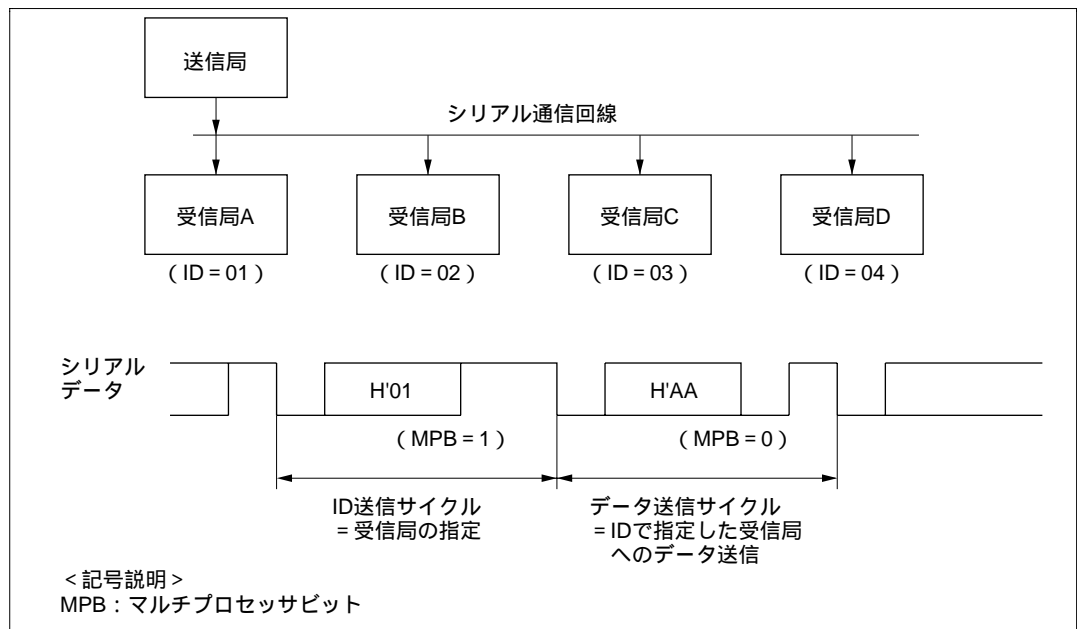 送信局
シリアル通信回線
受信局A
受信局B
受信局C
受信局D
（ID＝01）
（ID＝02）
（ID＝03）
（ID＝04）
シリアル
データ
H'01
H'AA
（MPB＝1）
（MPB＝0）
ID送信サイクル
＝受信局の指定
データ送信サイクル
＝IDで指定した受信局
へのデータ送信
＜記号説明＞
MPB：マルチプロセッサビット